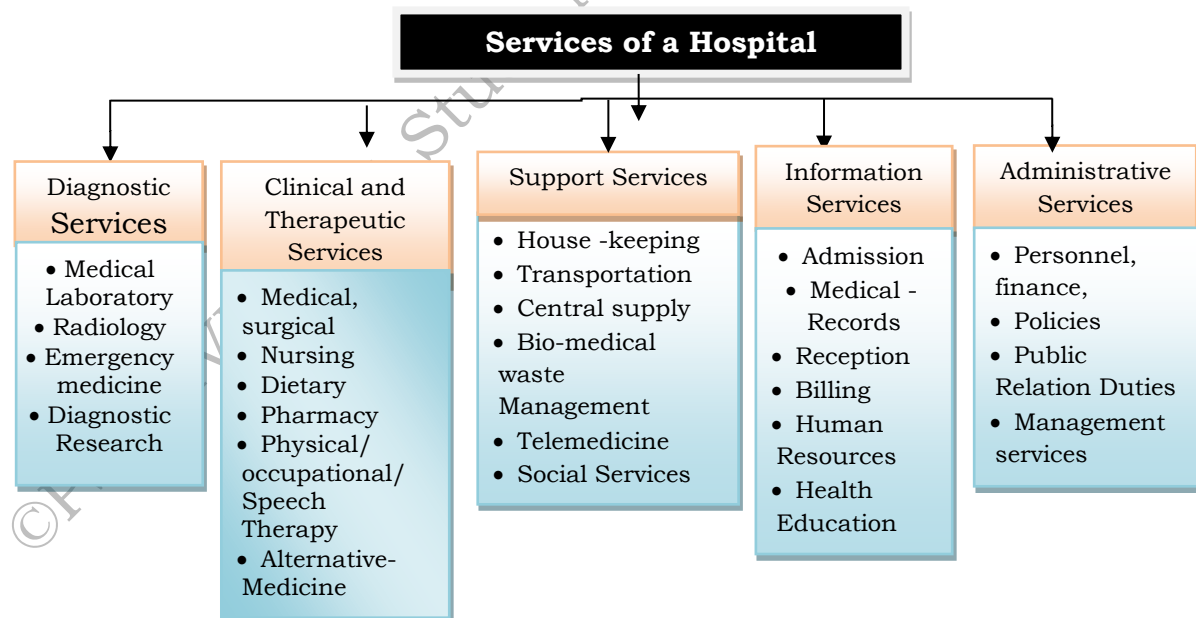 Services of a Hospital
Diagnostic
Services
• Medical
Laboratory
• Radiology
• Emergency
medicine
• Diagnostic
Research
Clinical and
Therapeutic
Services
• Medical,
surgical
• Nursing
• Dietary
• Pharmacy
• Physical/
occupational/
Speech
Therapy
• Alternative-
Medicine
Support Services
• House -keeping
• Transportation
• Central supply
• Bio-medical
waste
Management
• Telemedicine
• Social Services
Information
Services
• Admission
• Medical -
Records
• Reception
• Billing
• Human
Resources
• Health
Education
Administrative
Services
• Personnel,
finance,
• Policies
• Public
Relation Duties
• Management
services